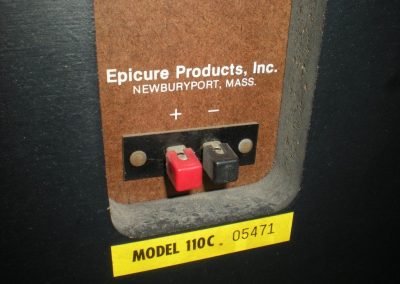 Epicure Products, Inc.
NEWBURYPORT, MASS.
+ −
MODEL 110C. 05471